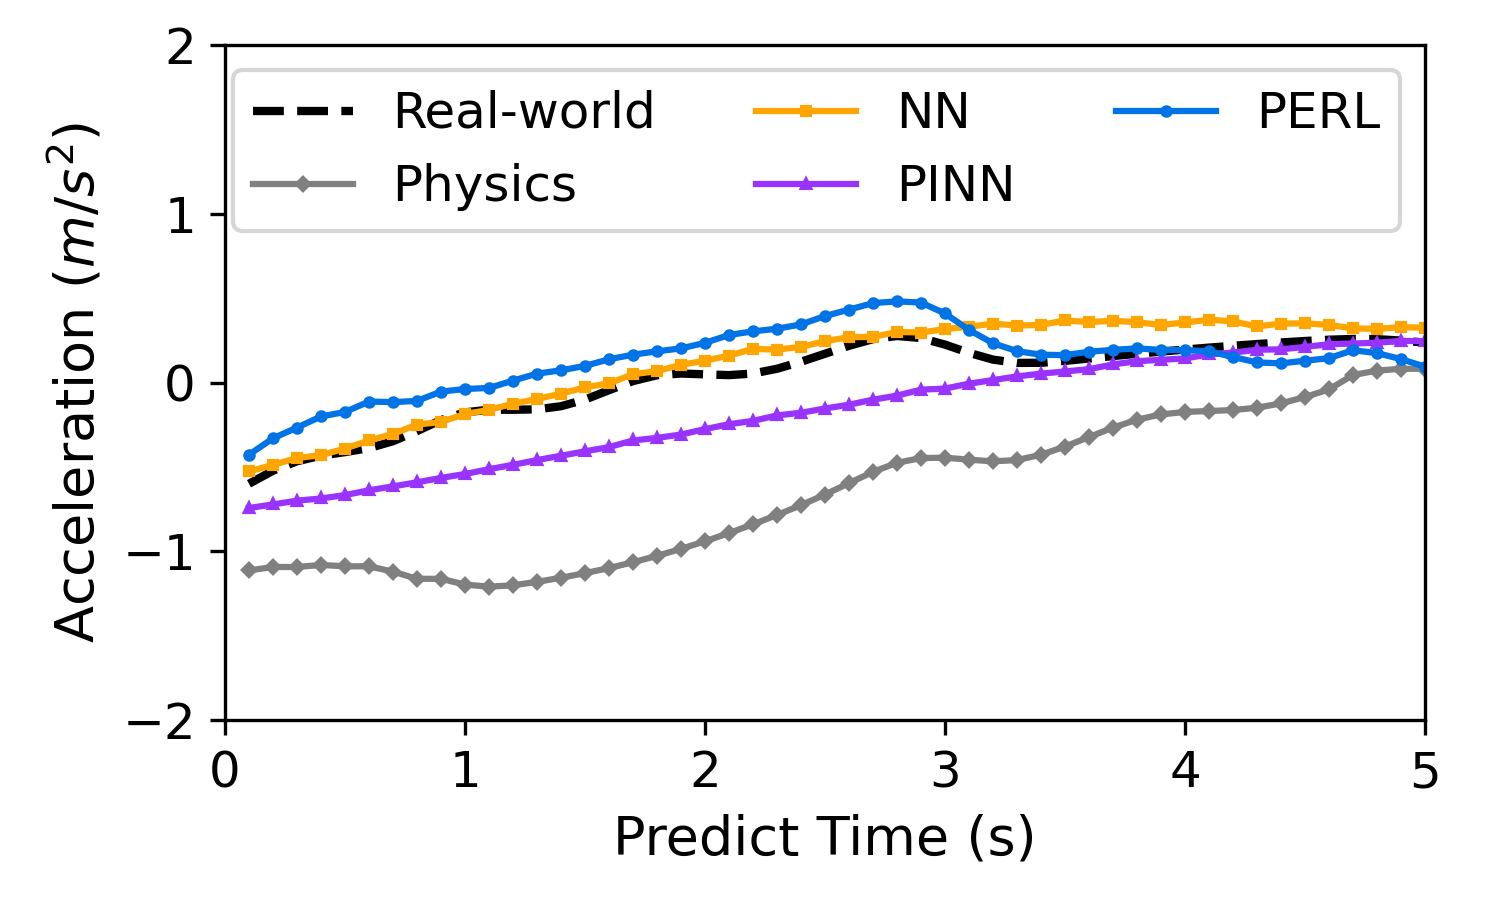 Acceleration (m/s²)
2
1
0
−1
−2
Real-world
Physics
NN
PINN
PERL
0 1 2 3 4 5
Predict Time (s)